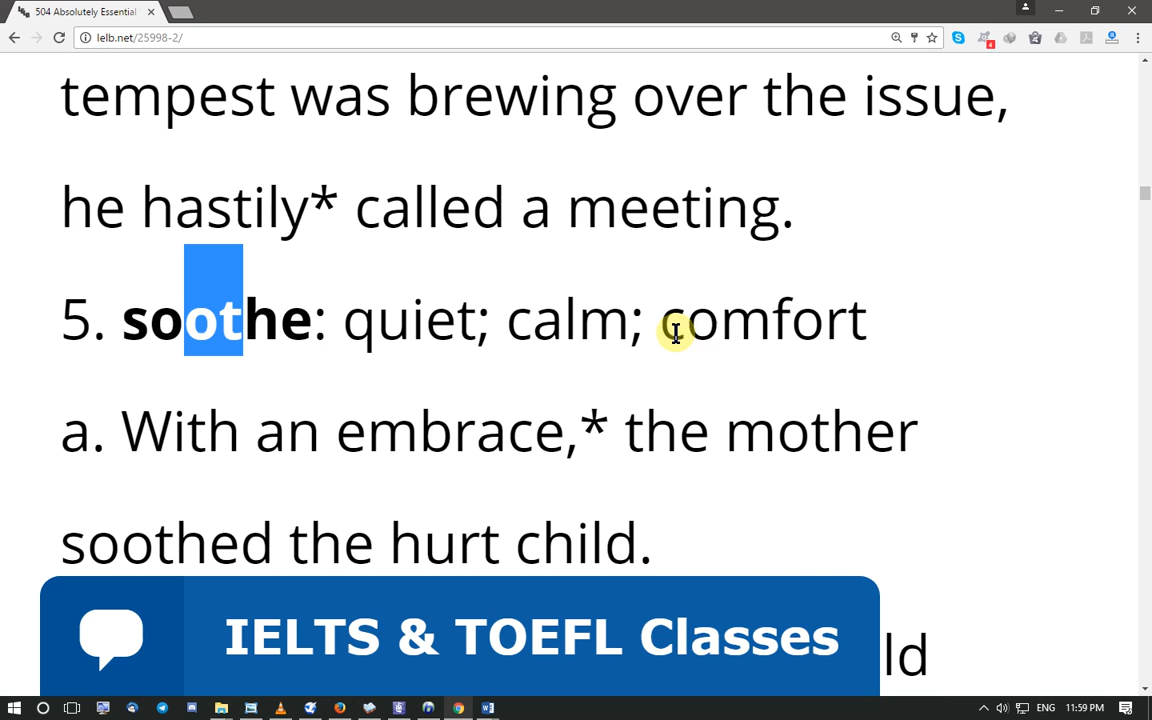 504 Absolutely Essential
lelb.net/25998-2/
4
tempest was brewing over the issue,
he hastily* called a meeting.
5. soothe: quiet; calm; comfort
a. With an embrace,* the mother
soothed the hurt child.
IELTS & TOEFL Classes
ld
ENG
11:59 PM